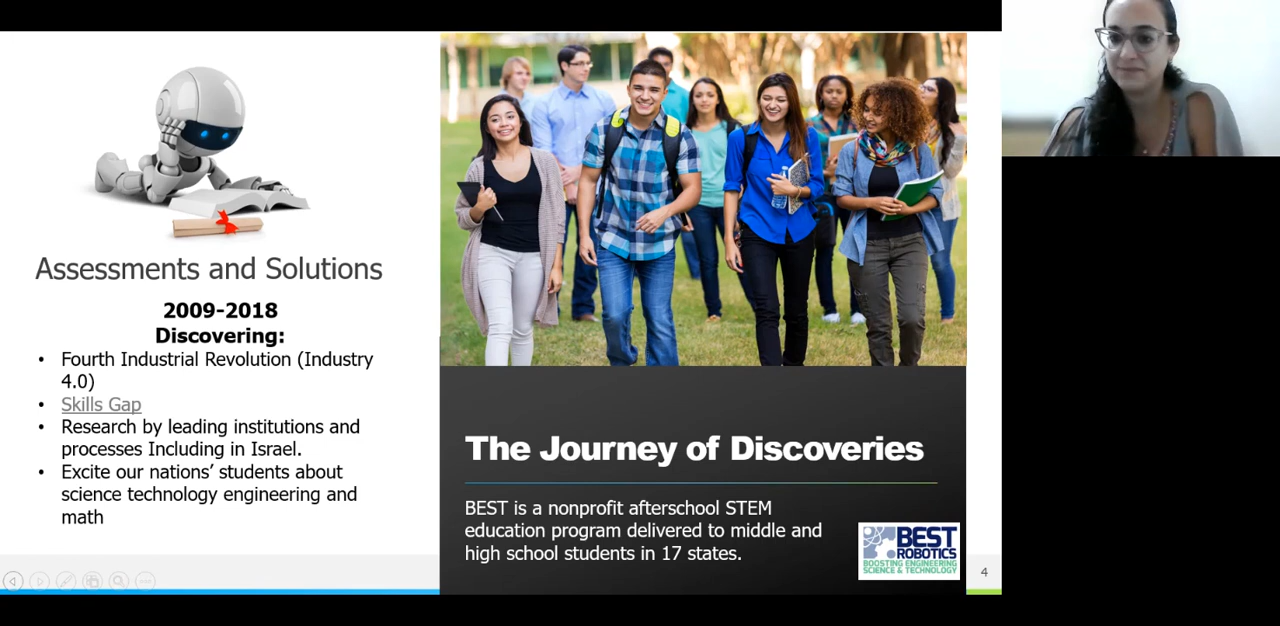 Assessments and Solutions
2009-2018
Discovering:
• Fourth Industrial Revolution (Industry
4.0)
• Skills Gap
• Research by leading institutions and
processes Including in Israel.
• Excite our nations’ students about
science technology engineering and
math
The Journey of Discoveries
BEST is a nonprofit afterschool STEM
education program delivered to middle and
high school students in 17 states.
BEST
ROBOTICS
BOOSTING ENGINEERING
SCIENCE & TECHNOLOGY
4